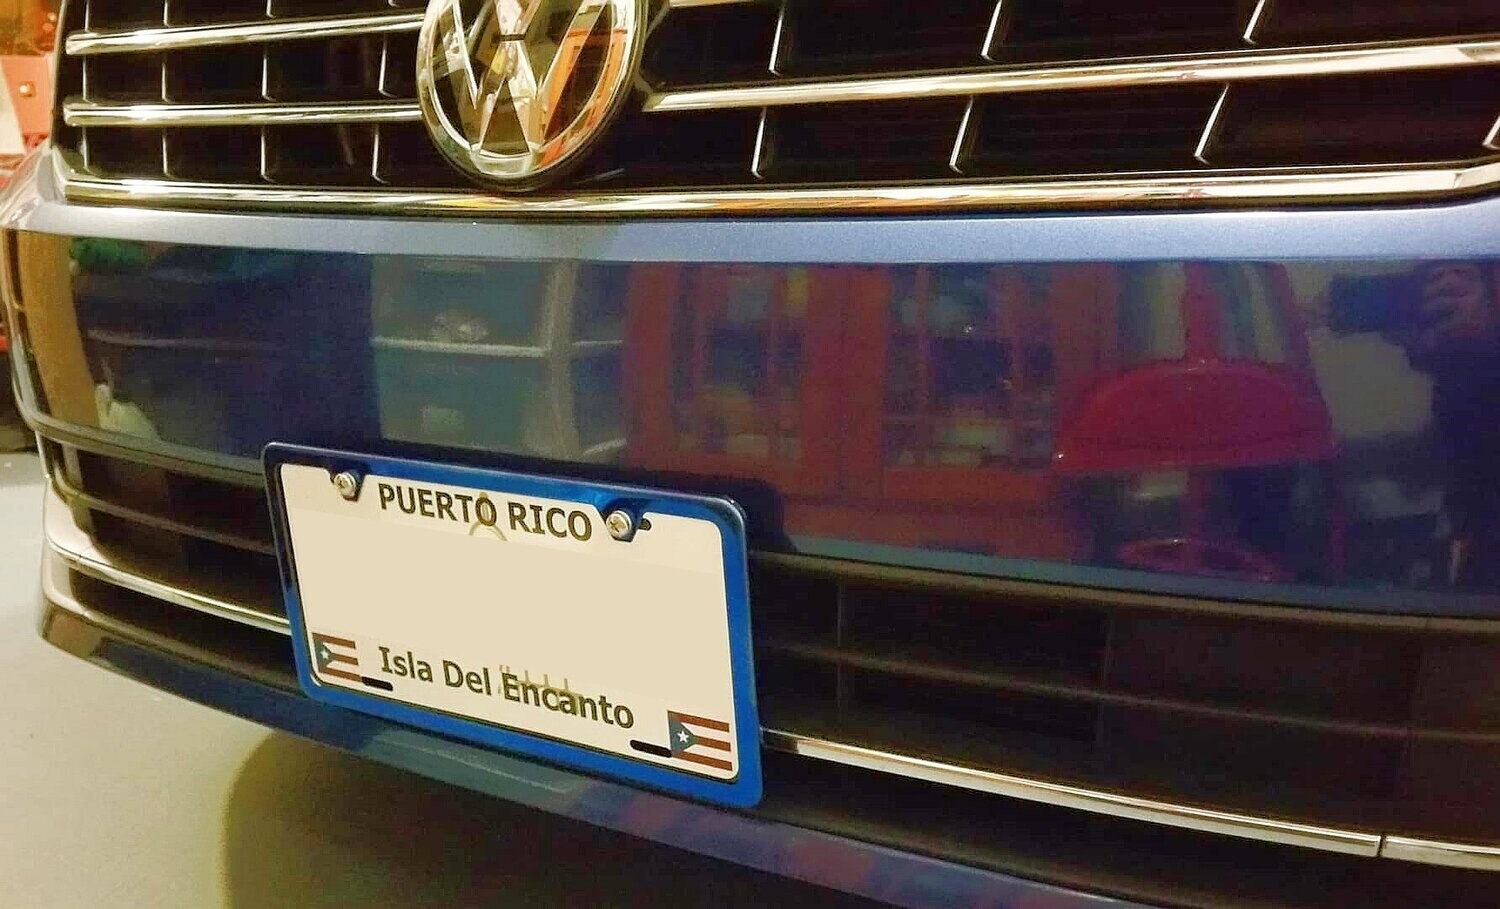 PUERTO RICO
Isla Del Encanto